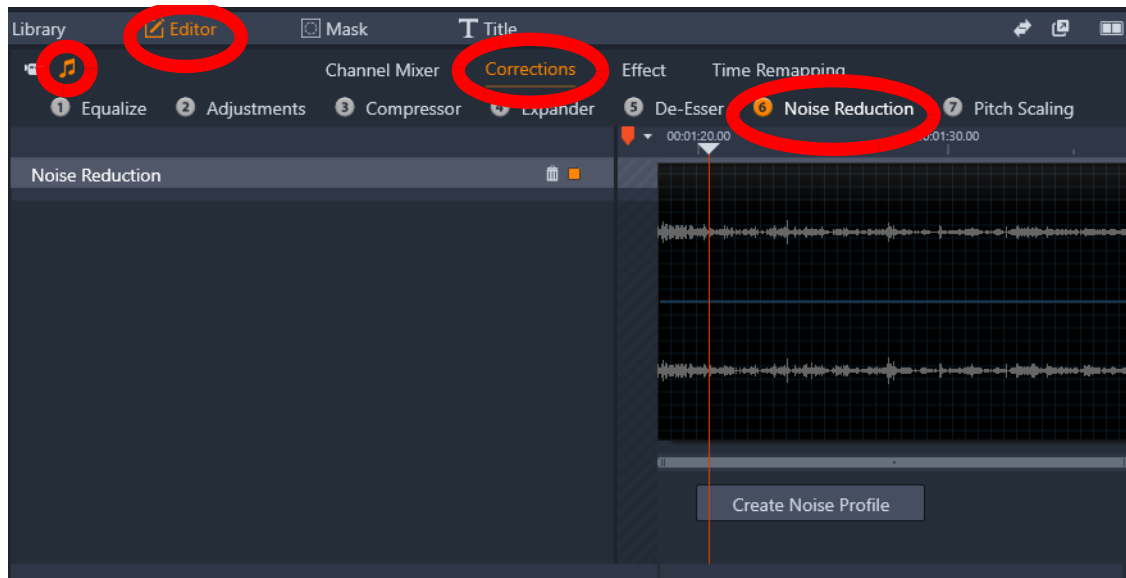 Library Editor Mask Title
Channel Mixer Corrections Effect Time Remapping
1 Equalize 2 Adjustments 3 Compressor 4 Expander 5 De-Esser 6 Noise Reduction 7 Pitch Scaling
00:01:20.00 0:01:30.00
Noise Reduction
Create Noise Profile